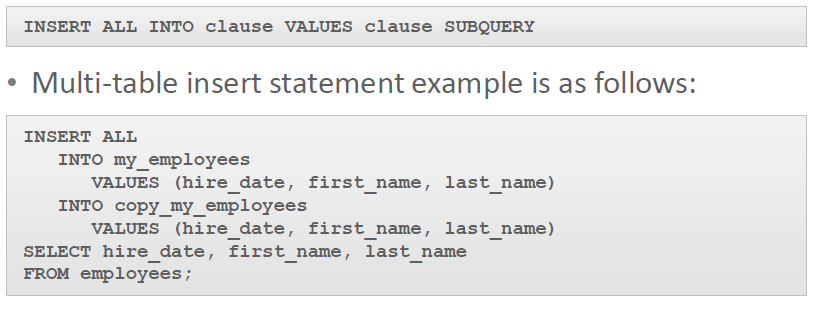 INSERT ALL INTO clause VALUES clause SUBQUERY
• Multi-table insert statement example is as follows:
INSERT ALL
INTO my_employees
VALUES (hire_date, first_name, last_name)
INTO copy_my_employees
VALUES (hire_date, first_name, last_name)
SELECT hire_date, first_name, last_name
FROM employees;